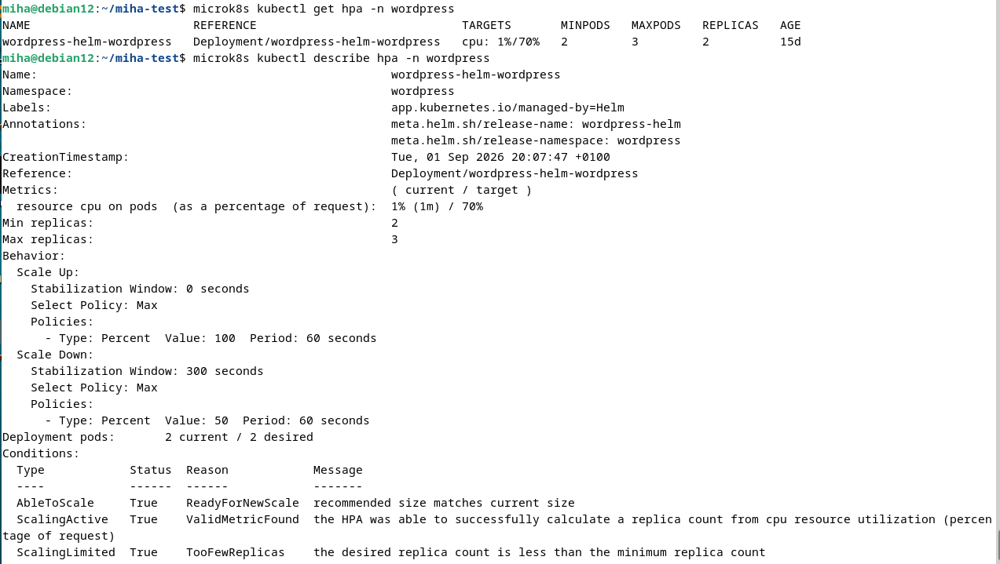 miha@debian12:~/miha-test$ microk8s kubectl get hpa -n wordpress
NAME                       REFERENCE                             TARGETS       MINPODS   MAXPODS   REPLICAS   AGE
wordpress-helm-wordpress   Deployment/wordpress-helm-wordpress   cpu: 1%/70%   2         3         2          15d
miha@debian12:~/miha-test$ microk8s kubectl describe hpa -n wordpress
Name:                                                  wordpress-helm-wordpress
Namespace:                                             wordpress
Labels:                                                app.kubernetes.io/managed-by=Helm
Annotations:                                           meta.helm.sh/release-name: wordpress-helm
                                                       meta.helm.sh/release-namespace: wordpress
CreationTimestamp:                                     Tue, 01 Sep 2026 20:07:47 +0100
Reference:                                             Deployment/wordpress-helm-wordpress
Metrics:                                               ( current / target )
  resource cpu on pods  (as a percentage of request):  1% (1m) / 70%
Min replicas:                                          2
Max replicas:                                          3
Behavior:
  Scale Up:
    Stabilization Window: 0 seconds
    Select Policy: Max
    Policies:
      - Type: Percent  Value: 100  Period: 60 seconds
  Scale Down:
    Stabilization Window: 300 seconds
    Select Policy: Max
    Policies:
      - Type: Percent  Value: 50  Period: 60 seconds
Deployment pods:       2 current / 2 desired
Conditions:
  Type            Status  Reason            Message
  ----            ------  ------            -------
  AbleToScale     True    ReadyForNewScale  recommended size matches current size
  ScalingActive   True    ValidMetricFound  the HPA was able to successfully calculate a replica count from cpu resource utilization (percen
tage of request)
  ScalingLimited  True    TooFewReplicas    the desired replica count is less than the minimum replica count